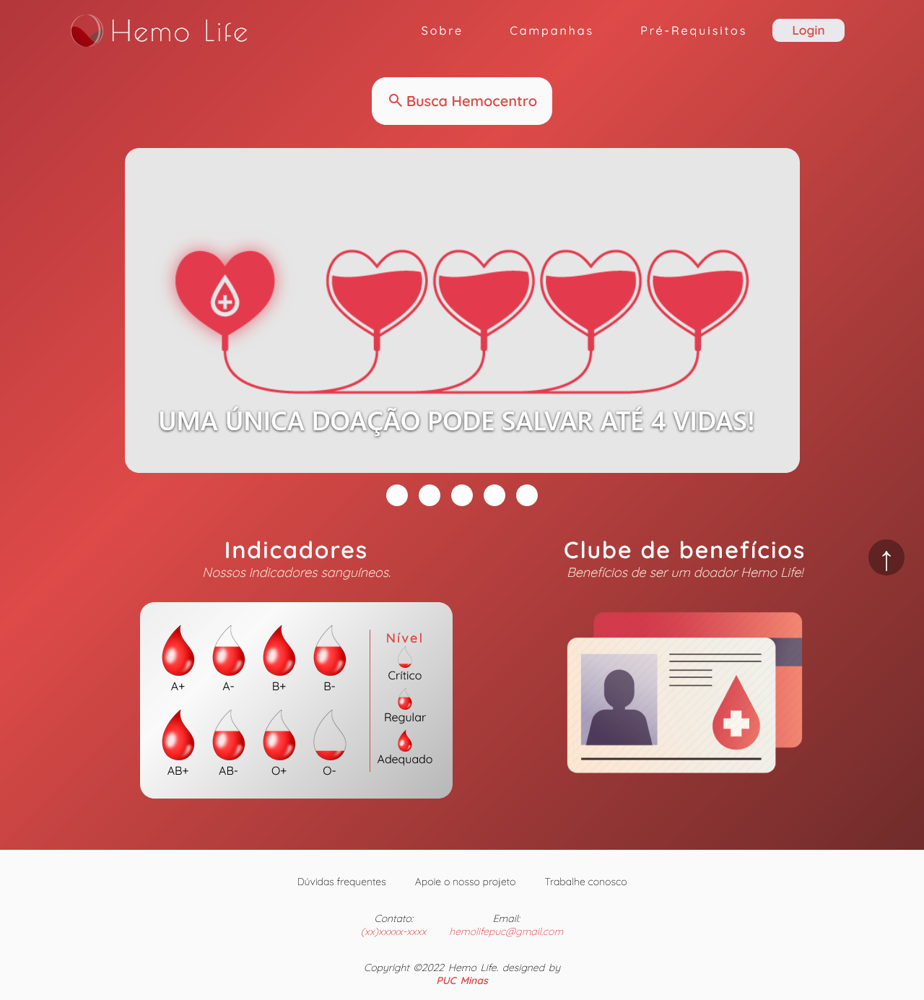 Hemo Life
Sobre Campanhas Pré-Requisitos Login
Busca Hemocentro
UMA ÚNICA DOAÇÃO PODE SALVAR ATÉ 4 VIDAS!
Indicadores
Nossos indicadores sanguíneos.
A+ A- B+ B-
AB+ AB- O+ O-
Nível
Crítico
Regular
Adequado
Clube de benefícios
Benefícios de ser um doador Hemo Life!
↑
Dúvidas frequentes Apoie o nosso projeto Trabalhe conosco
Contato: Email:
(xx)xxxxx-xxxx hemolifepuc@gmail.com
Copyright ©2022 Hemo Life. designed by
PUC Minas